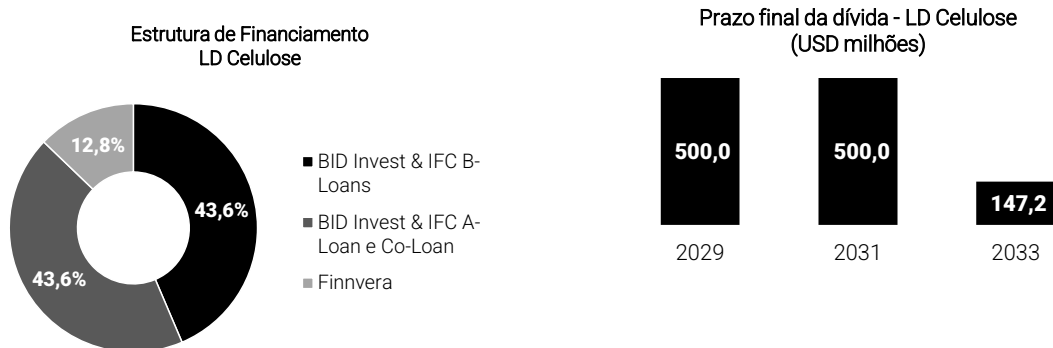 Estrutura de Financiamento
LD Celulose
12,8%
43,6%
43,6%
BID Invest & IFC B-
Loans
BID Invest & IFC A-
Loan e Co-Loan
Finnvera
Prazo final da dívida - LD Celulose
(USD milhões)
500,0
500,0
147,2
2029
2031
2033